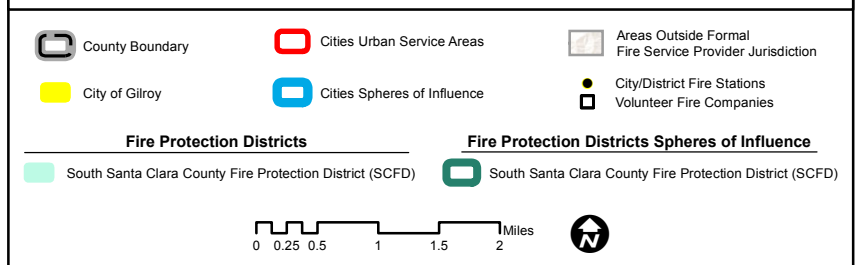 County Boundary
Cities Urban Service Areas
Areas Outside Formal
Fire Service Provider Jurisdiction
City of Gilroy
Cities Spheres of Influence
City/District Fire Stations
Volunteer Fire Companies
Fire Protection Districts
Fire Protection Districts Spheres of Influence
South Santa Clara County Fire Protection District (SCFD)
South Santa Clara County Fire Protection District (SCFD)
Miles
0 0.25 0.5 1 1.5 2
N